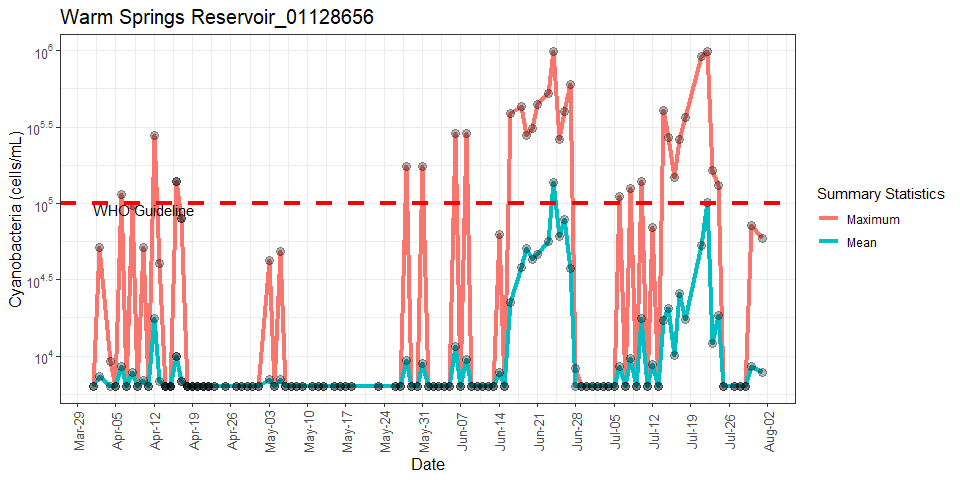 Warm Springs Reservoir_01128656
Cyanobacteria (cells/mL)
10^6
10^5.5
10^5
10^4.5
10^4
WHO Guideline
Mar-29
Apr-05
Apr-12
Apr-19
Apr-26
May-03
May-10
May-17
May-24
May-31
Jun-07
Jun-14
Jun-21
Jun-28
Jul-05
Jul-12
Jul-19
Jul-26
Aug-02
Date
Summary Statistics
Maximum
Mean